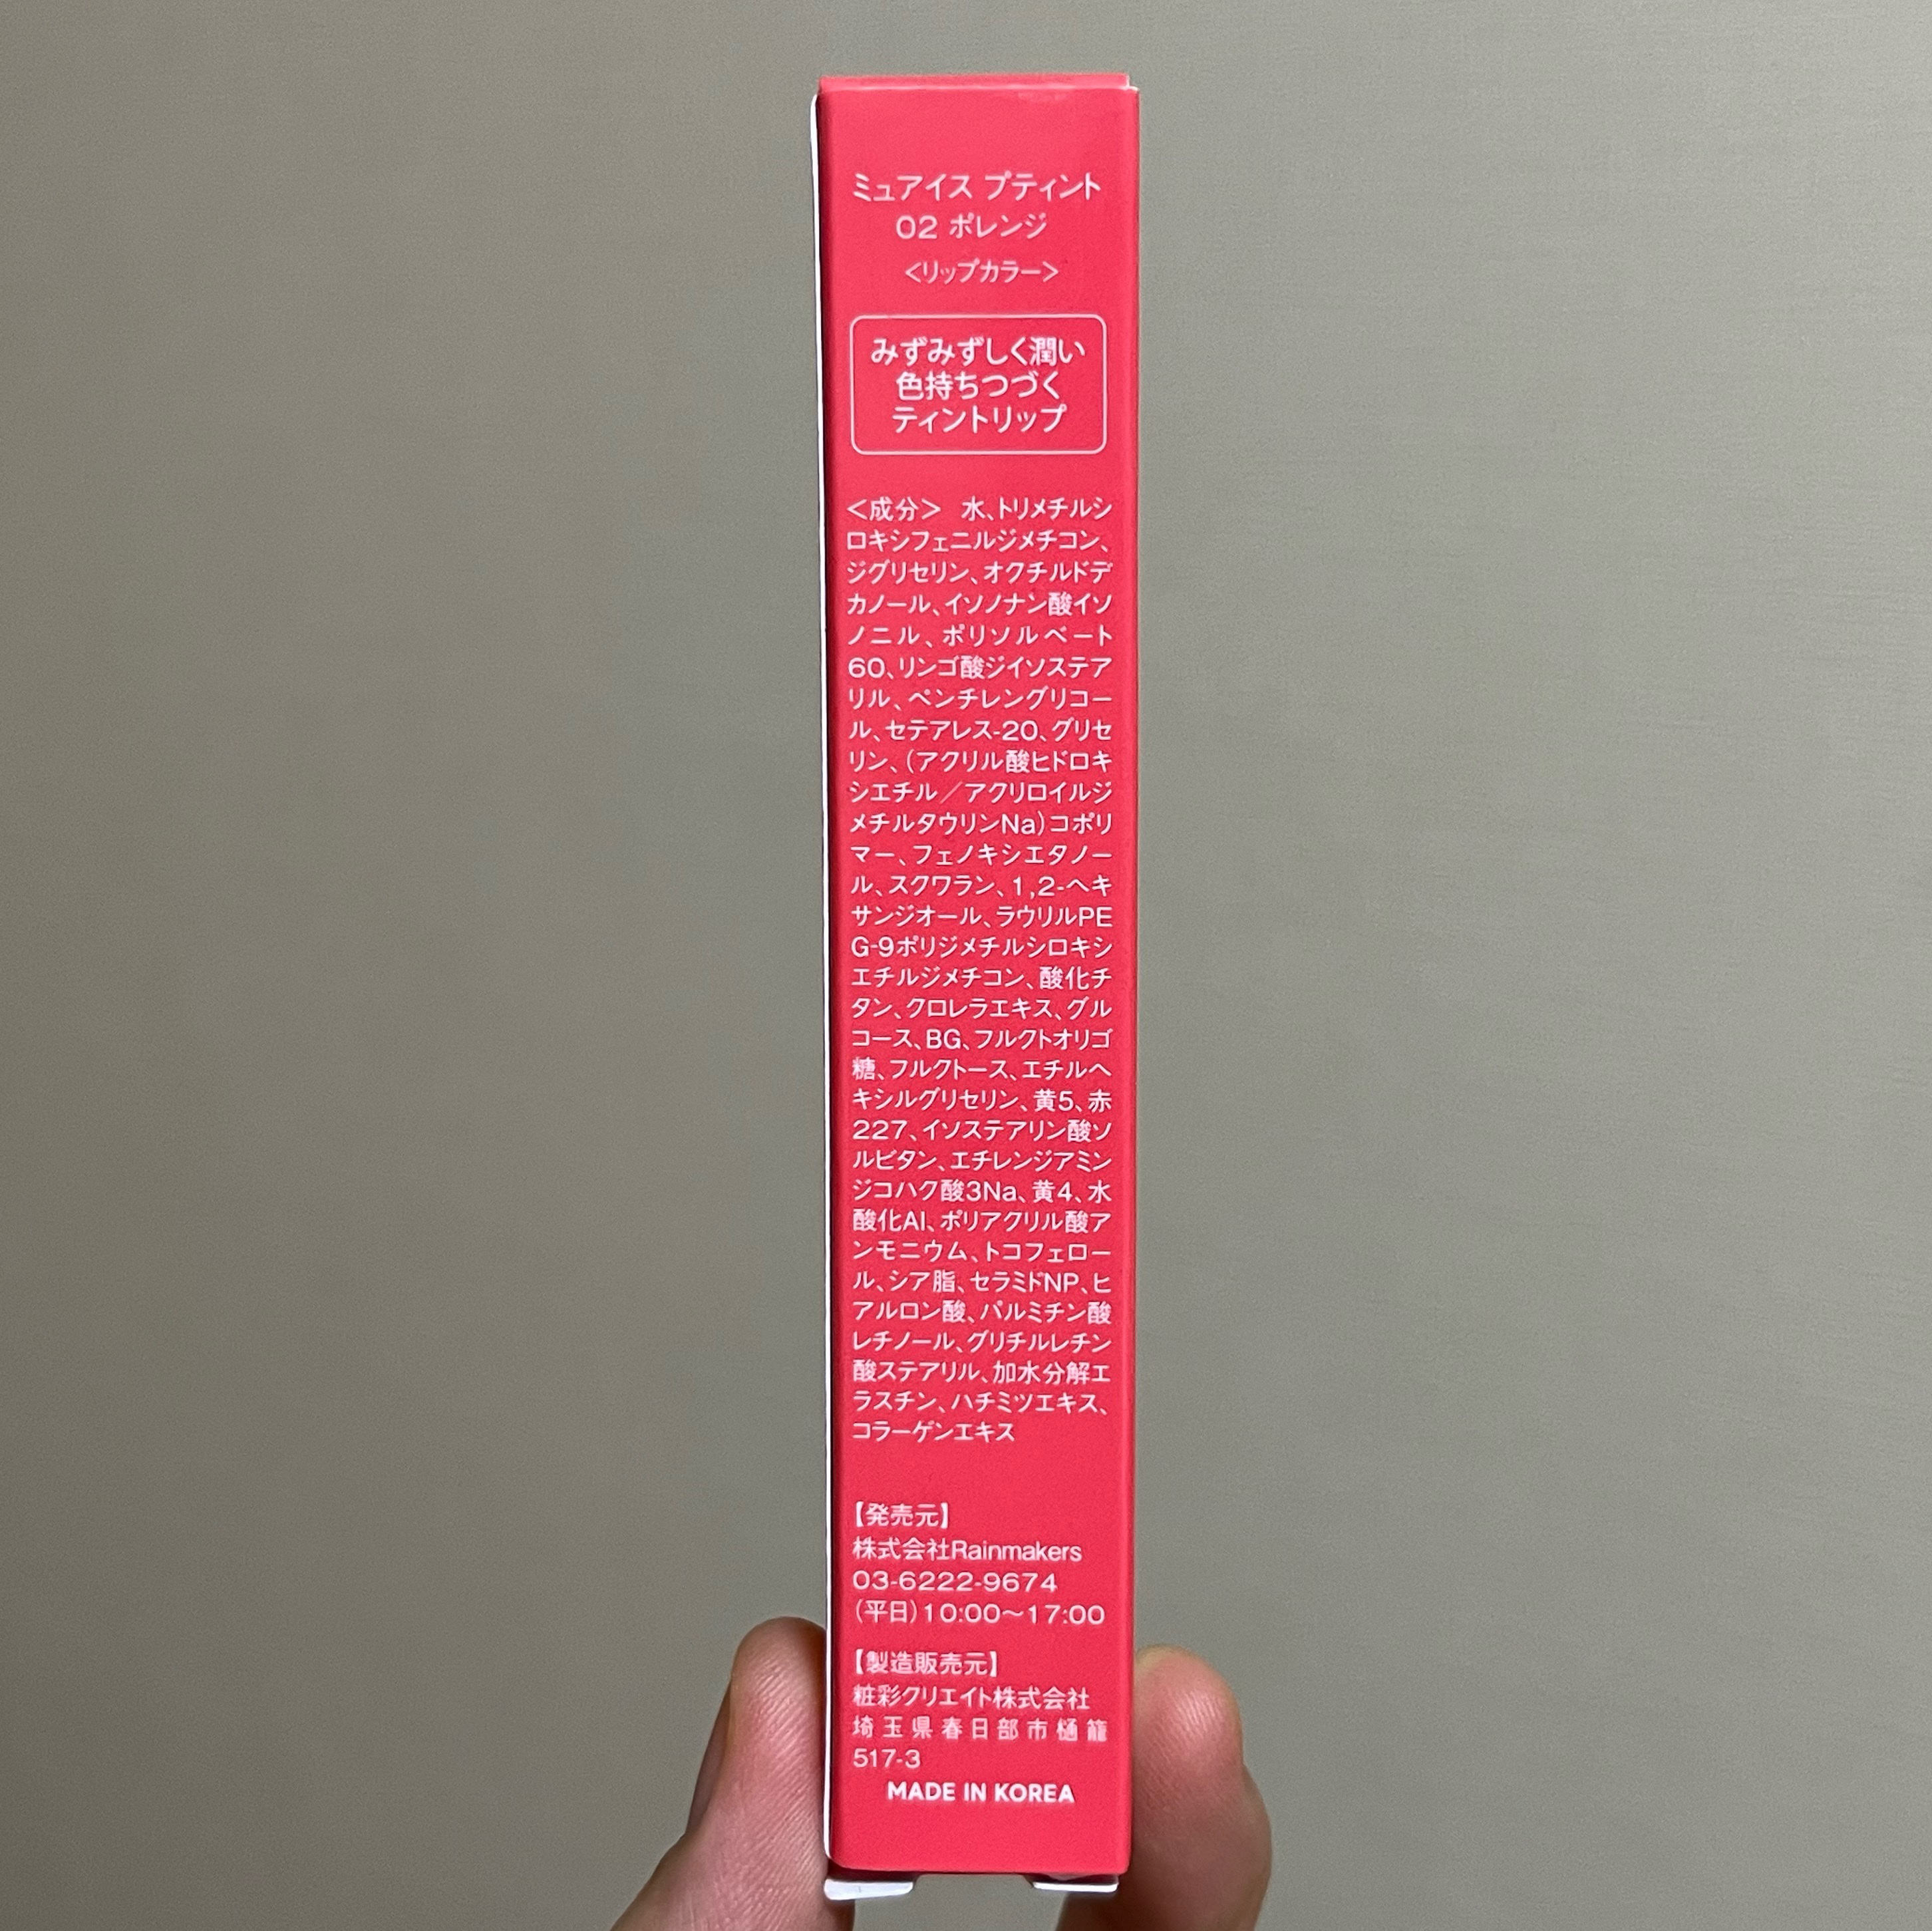 ミュアイス プティント
02 ポレンジ
<リップカラー>
みずみずしく潤い
色持ちつづく
ティントリップ
<成分> 水、トリメチルシ
ロキシフェニルジメチコン、
ジグリセリン、オクチルドデ
カノール、イソノナン酸イソ
ノニル、ポリソルベート
60、リンゴ酸ジイソステア
リル、ペンチレングリコー
ル、セテアレス-20、グリセ
リン、(アクリル酸ヒドロキ
シエチル/アクリロイルジ
メチルタウリンNa)コポリ
マー、フェノキシエタノー
ル、スクワラン、1,2-ヘキ
サンジオール、ラウリルPE
G-9ポリジメチルシロキシ
エチルジメチコン、酸化チ
タン、クロレラエキス、グル
コース、BG、フルクトオリゴ
糖、フルクトース、エチルヘ
キシルグリセリン、黄5、赤
227、イソステアリン酸ソ
ルビタン、エチレンジアミン
ジコハク酸3Na、黄4、水
酸化Al、ポリアクリル酸ア
ンモニウム、トコフェロー
ル、シア脂、セラミドNP、ヒ
アルロン酸、パルミチン酸
レチノール、グリチルレチン
酸ステアリル、加水分解エ
ラスチン、ハチミツエキス、
コラーゲンエキス
【発売元】
株式会社Rainmakers
03-6222-9674
(平日)10:00~17:00
【製造販売元】
粧彩クリエイト株式会社
埼玉県春日部市樋籠
517-3
MADE IN KOREA